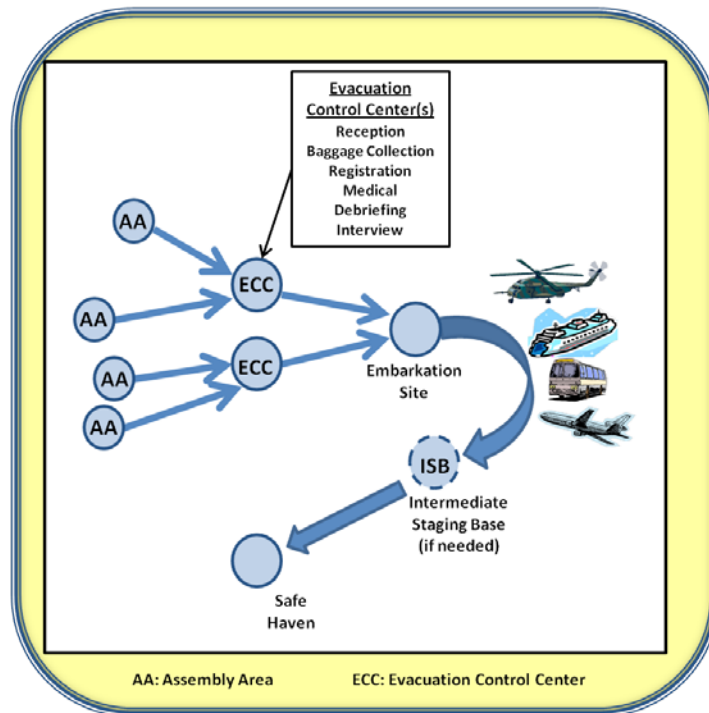 Evacuation
Control Center(s)
Reception
Baggage Collection
Registration
Medical
Debriefing
Interview
AA
ECC
AA
AA
ECC
AA
Embarkation
Site
ISB
Intermediate
Staging Base
(if needed)
Safe
Haven
AA: Assembly Area
ECC: Evacuation Control Center